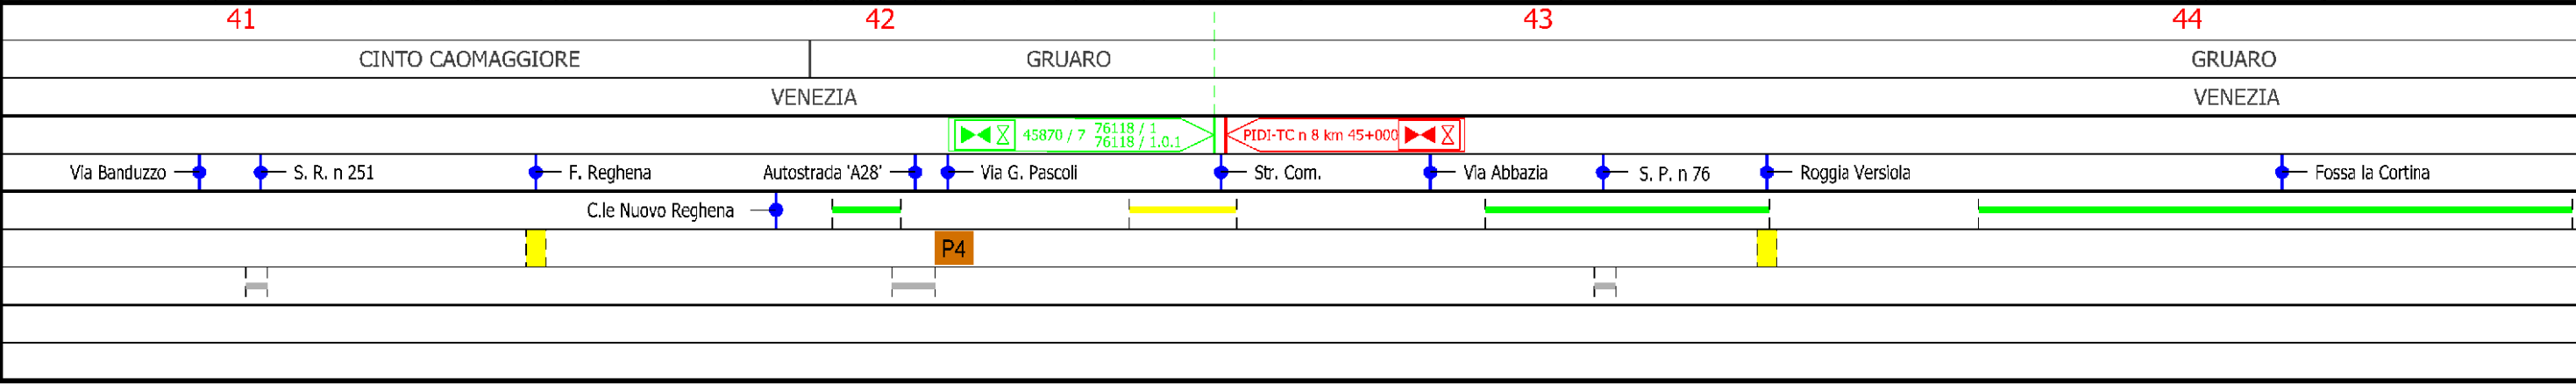 41 42 43 44
CINTO CAOMAGGIORE GRUARO GRUARO
VENEZIA VENEZIA
45870 / 7 76118 / 1 PIDI-TC n 8 km 45+000
76118 / 1.0.1
Via Banduzzo S. R. n 251 F. Reghena Autostrada 'A28' Via G. Pascoli Str. Com. Via Abbazia S. P. n 76 Roggia Versiola Fossa la Cortina
C.le Nuovo Reghena
P4